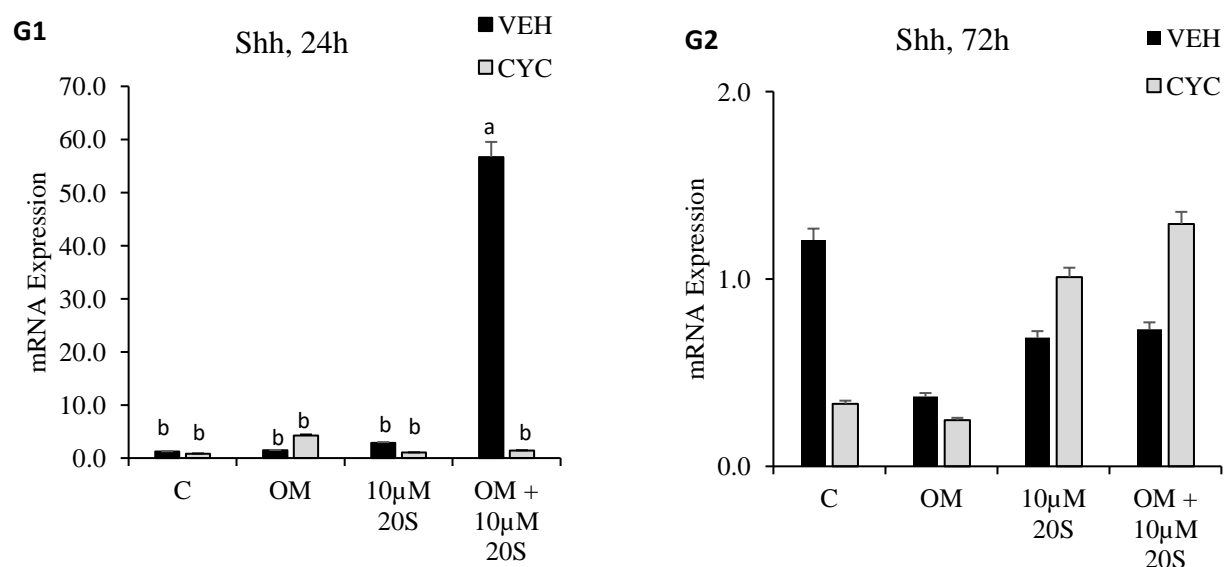 G1
Shh, 24h
VEH
CYC
mRNA Expression
70.0
60.0
50.0
40.0
30.0
20.0
10.0
0.0
b
b
b
b
b
b
a
b
C
OM
10µM
20S
OM +
10µM
20S
G2
Shh, 72h
VEH
CYC
mRNA Expression
2.0
1.0
0.0
C
OM
10µM
20S
OM +
10µM
20S